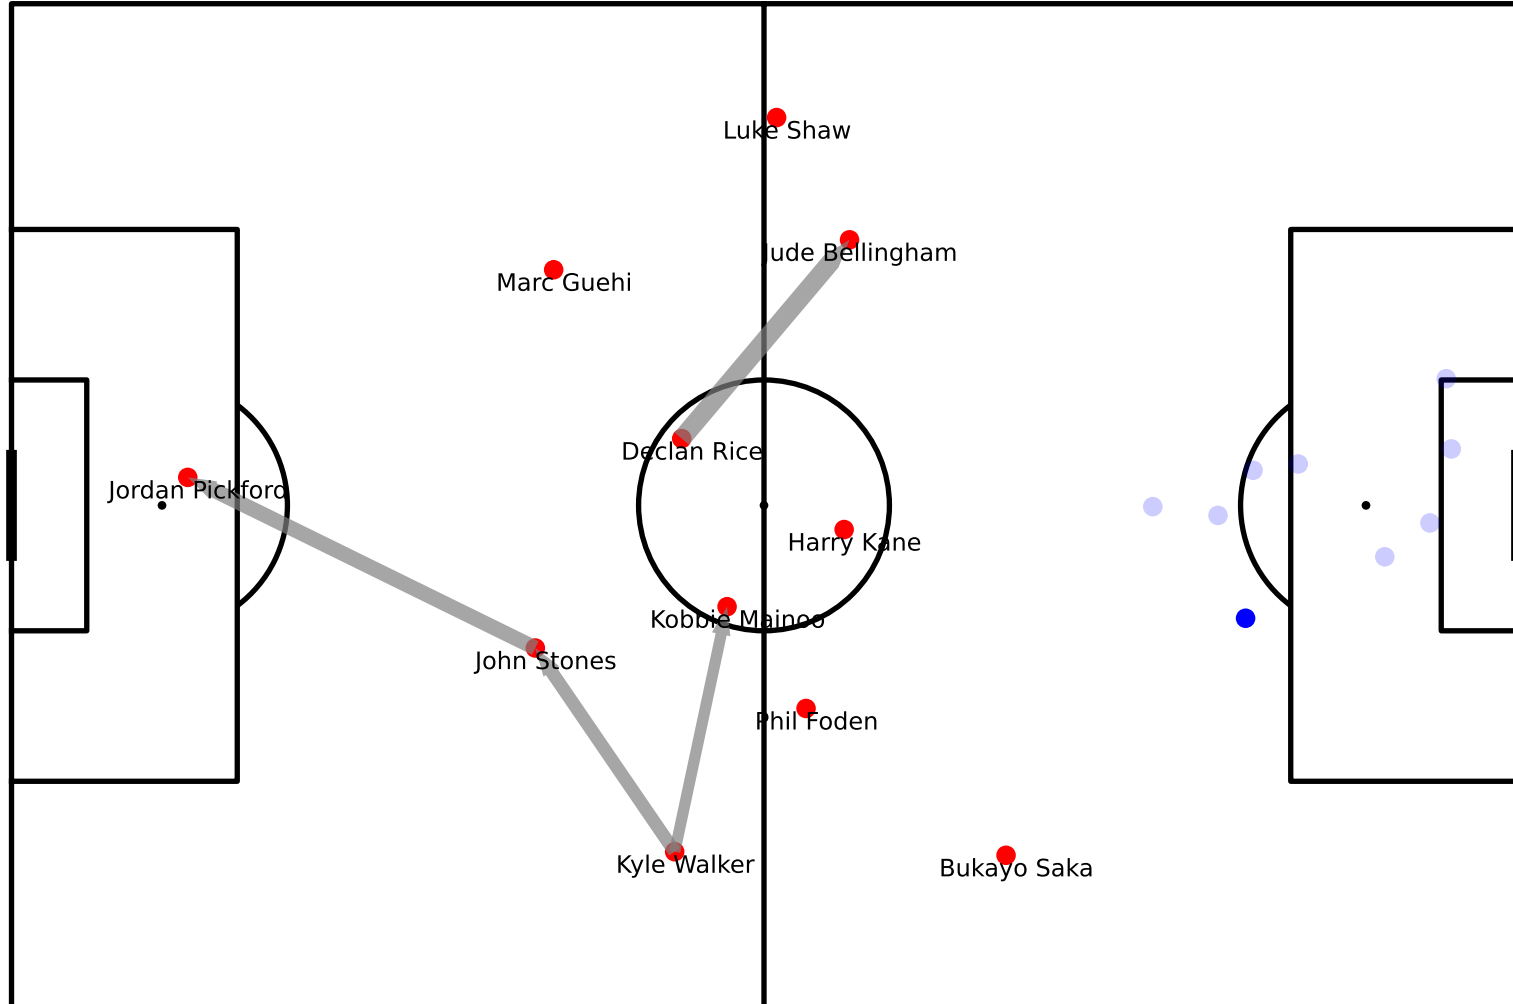 Luke Shaw
Jude Bellingham
Marc Guehi
Declan Rice
Jordan Pickford
Harry Kane
Kobbie Mainoo
John Stones
Phil Foden
Kyle Walker
Bukayo Saka